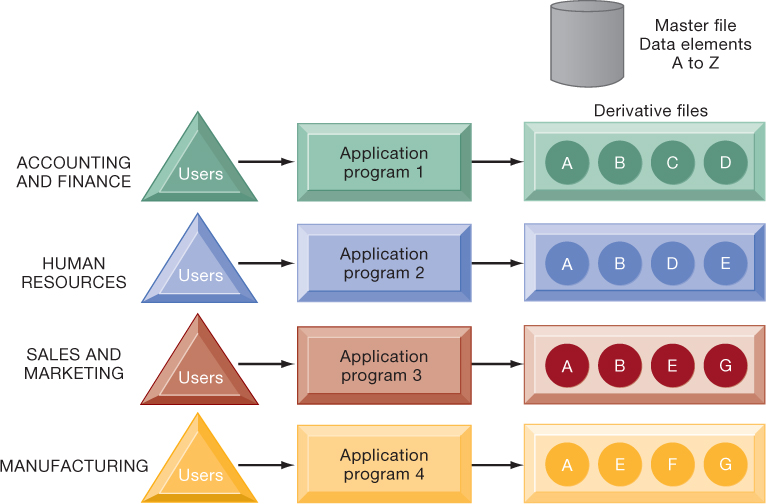 Master file
Data elements
A to Z
Derivative files
ACCOUNTING
AND FINANCE
Users
Application
program 1
A B C D
HUMAN
RESOURCES
Users
Application
program 2
A B D E
SALES AND
MARKETING
Users
Application
program 3
A B E G
MANUFACTURING
Users
Application
program 4
A E F G